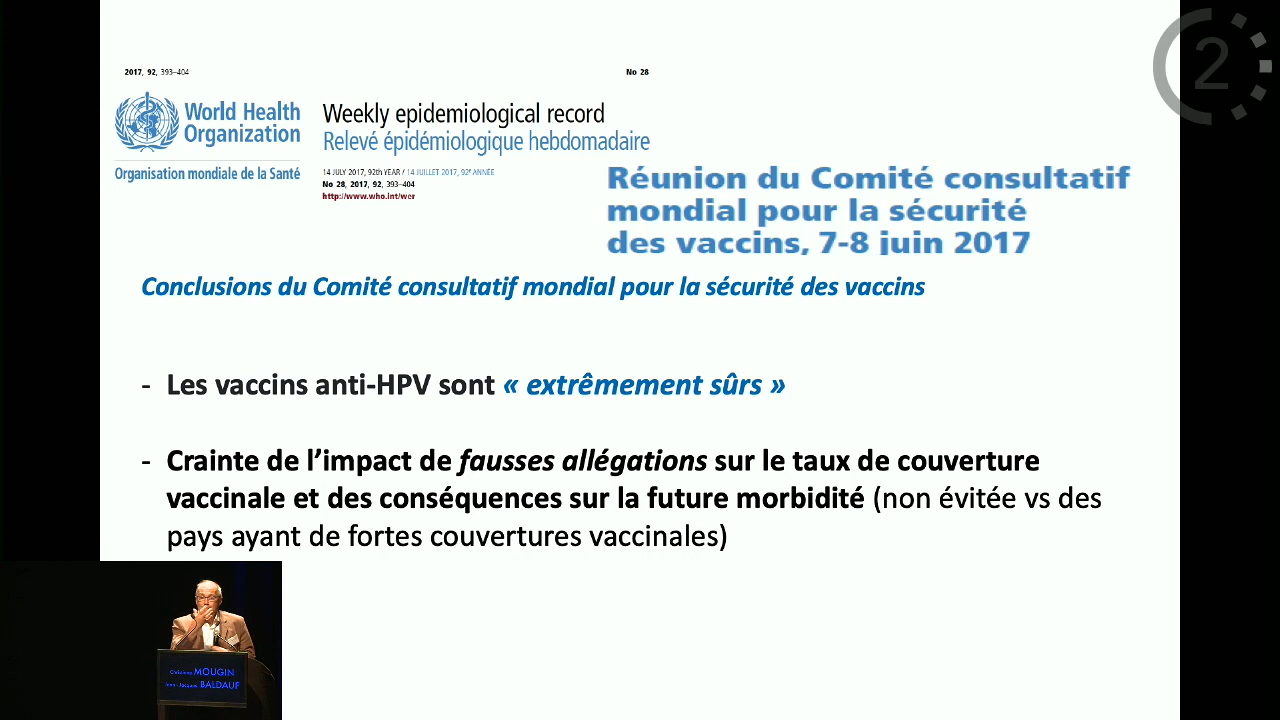 2
2017, 92, 393–404
No 28
World Health
Organization
Organisation mondiale de la Santé
Weekly epidemiological record
Relevé épidémiologique hebdomadaire
14 JULY 2017, 92th YEAR / 14 JUILLET 2017, 92e ANNÉE
No 28, 2017, 92, 393–404
http://www.who.int/wer
Réunion du Comité consultatif
mondial pour la sécurité
des vaccins, 7-8 juin 2017
Conclusions du Comité consultatif mondial pour la sécurité des vaccins
- Les vaccins anti-HPV sont « extrêmement sûrs »
- Crainte de l’impact de fausses allégations sur le taux de couverture
vaccinale et des conséquences sur la future morbidité (non évitée vs des
pays ayant de fortes couvertures vaccinales)
MOUGIN
Jean-Jacques BALDAUF